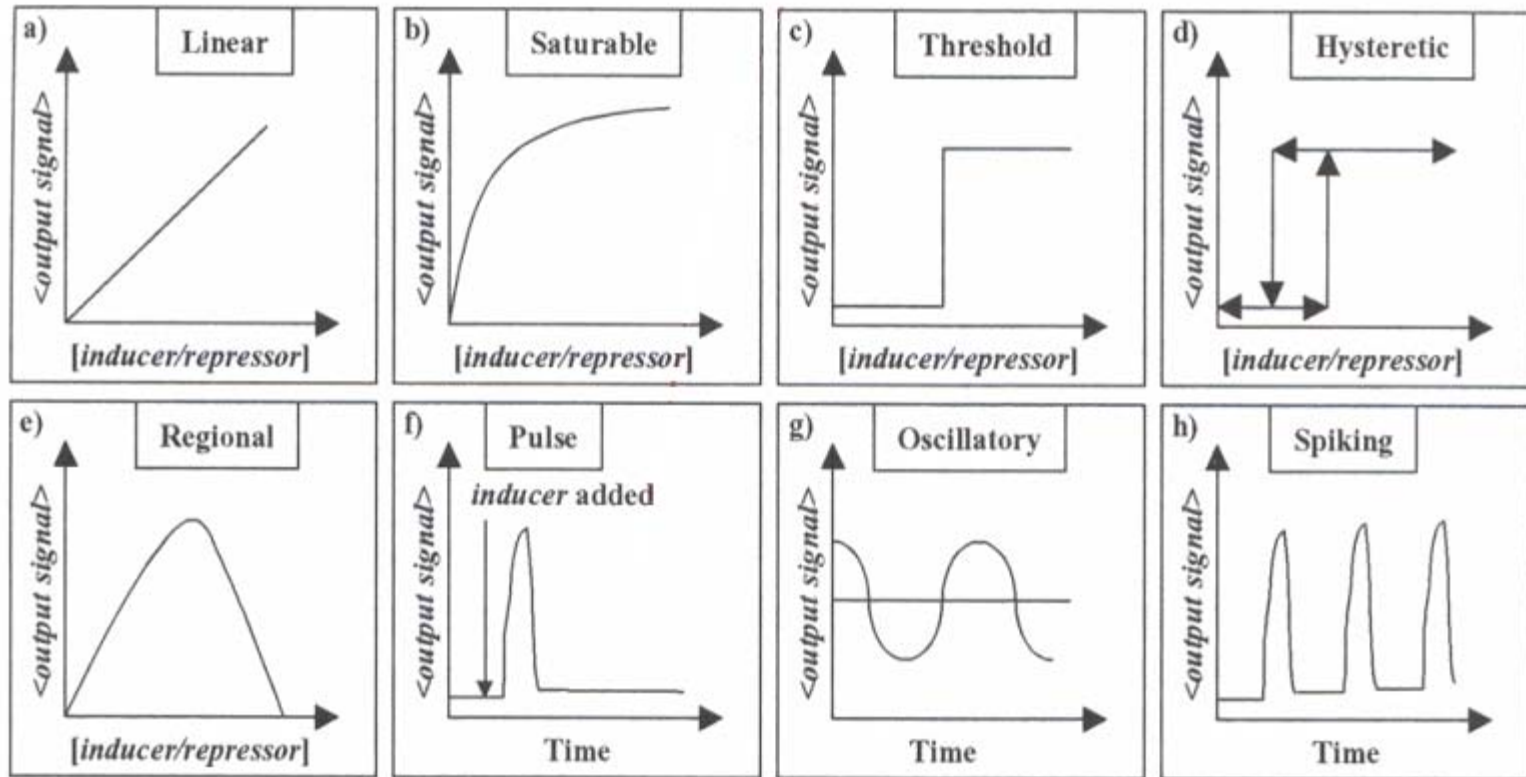 a)
Linear
<output signal>
[inducer/repressor]
b)
Saturable
<output signal>
[inducer/repressor]
c)
Threshold
<output signal>
[inducer/repressor]
d)
Hysteretic
<output signal>
[inducer/repressor]
e)
Regional
<output signal>
[inducer/repressor]
f)
Pulse
inducer added
<output signal>
Time
g)
Oscillatory
<output signal>
Time
h)
Spiking
<output signal>
Time